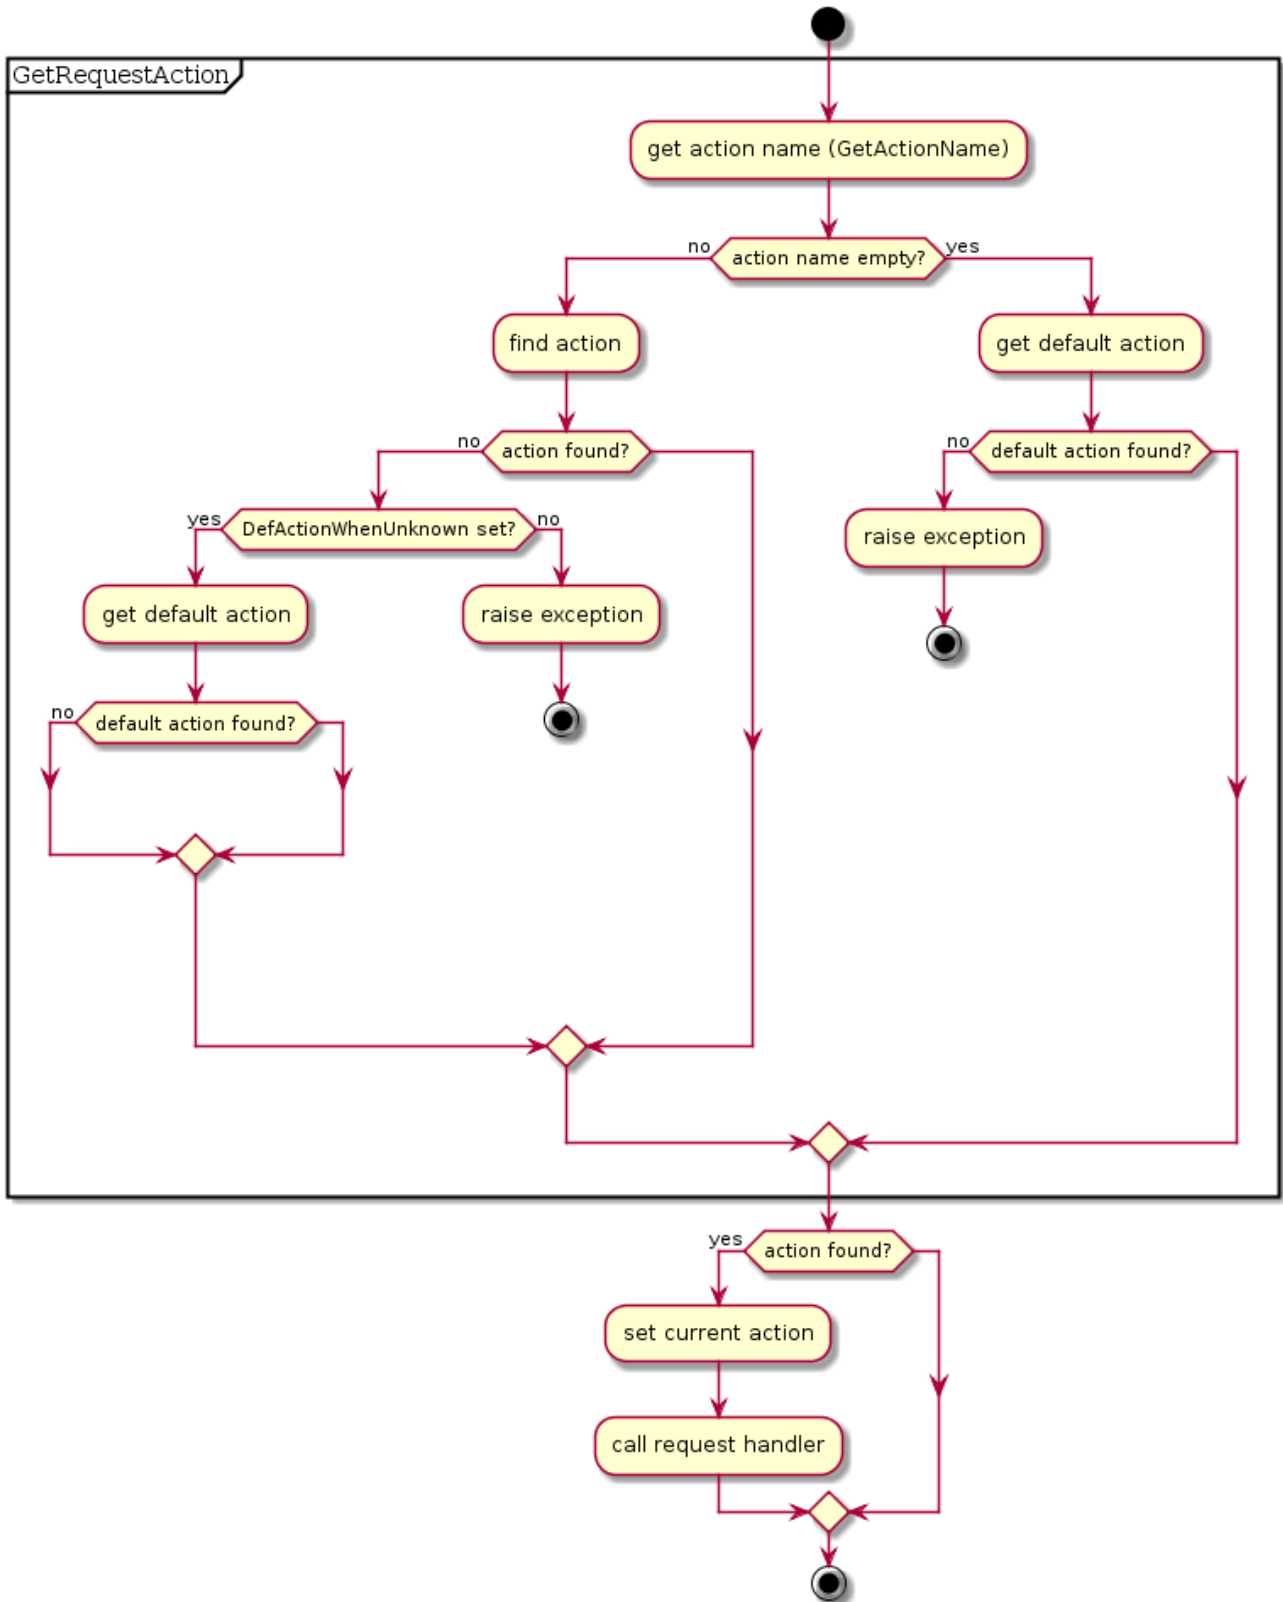 GetRequestAction
get action name (GetActionName)
no
action name empty?
yes
find action
get default action
no
action found?
no
default action found?
yes
DefActionWhenUnknown set?
no
raise exception
get default action
raise exception
no
default action found?
yes
action found?
set current action
call request handler